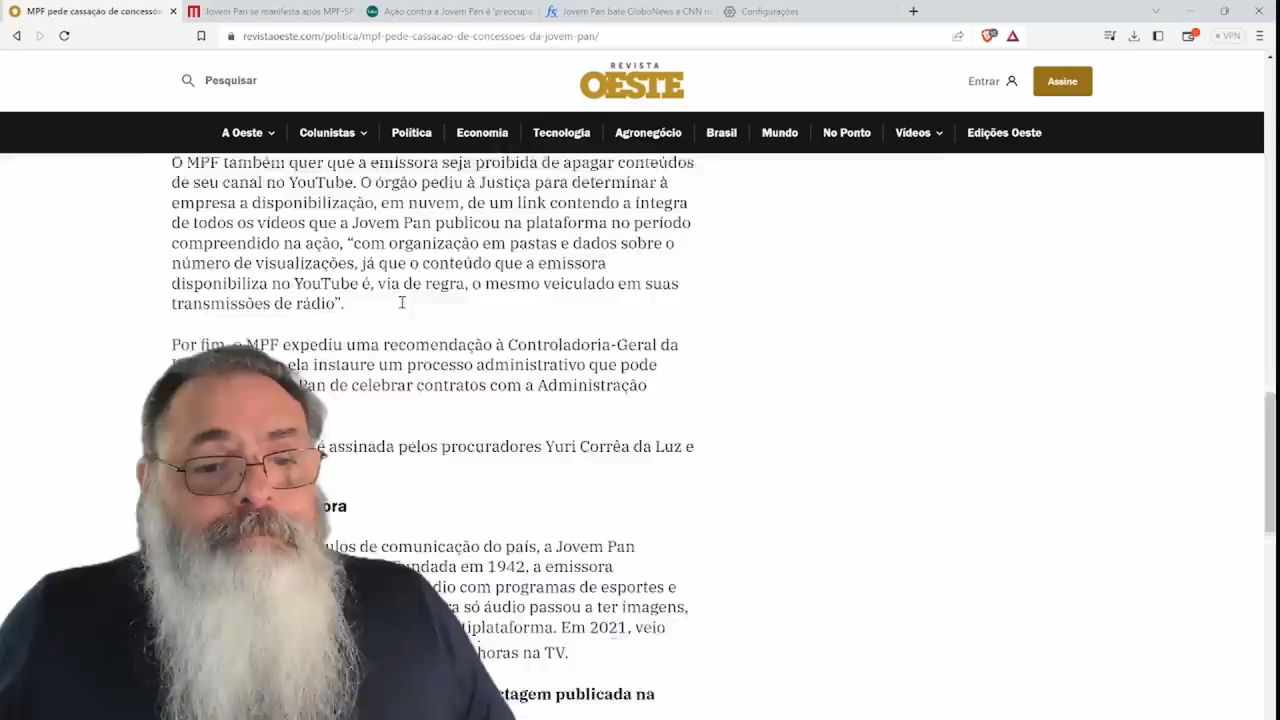 MPF pede cassação de concessõe
Jovem Pan se manifesta após MPF-SP
Ação contra a Jovem Pan é 'preocupa
Jovem Pan bate GloboNews e CNN
Configurações
revistaoeste.com/politica/mpf-pede-cassacao-de-concessoes-da-jovem-pan/
VPN
Pesquisar
REVISTA
OESTE
Entrar
Assine
A Oeste
Colunistas
Política
Economia
Tecnologia
Agronegócio
Brasil
Mundo
No Ponto
Vídeos
Edições Oeste
O MPF também quer que a emissora seja proibida de apagar conteúdos
de seu canal no YouTube. O órgão pediu à Justiça para determinar à
empresa a disponibilização, em nuvem, de um link contendo a íntegra
de todos os vídeos que a Jovem Pan publicou na plataforma no período
compreendido na ação, “com organização em pastas e dados sobre o
número de visualizações, já que o conteúdo que a emissora
disponibiliza no YouTube é, via de regra, o mesmo veiculado em suas
transmissões de rádio”.
Por fim, o MPF expediu uma recomendação à Controladoria-Geral da
ela instaure um processo administrativo que pode
Pan de celebrar contratos com a Administração
é assinada pelos procuradores Yuri Corrêa da Luz e
ora
ulos de comunicação do país, a Jovem Pan
undada em 1942, a emissora
dio com programas de esportes e
ra só áudio passou a ter imagens,
tiplataforma. Em 2021, veio
horas na TV.
tagem publicada na